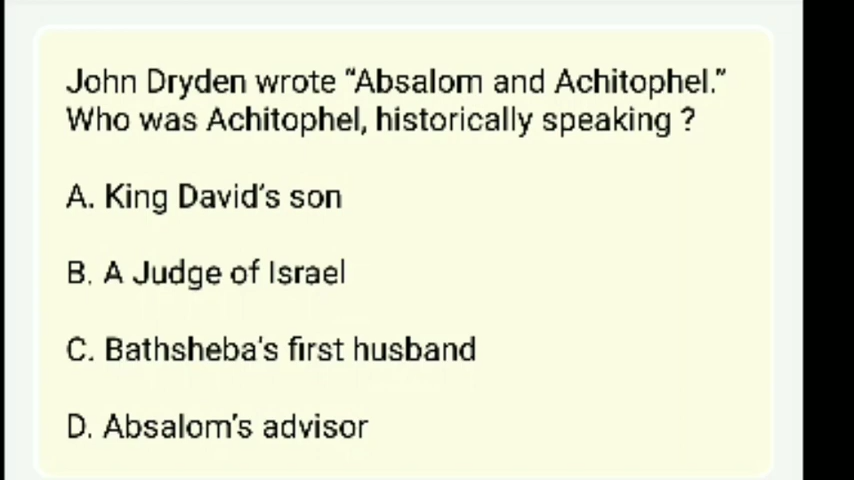 John Dryden wrote “Absalom and Achitophel.”
Who was Achitophel, historically speaking ?
A. King David’s son
B. A Judge of Israel
C. Bathsheba's first husband
D. Absalom’s advisor